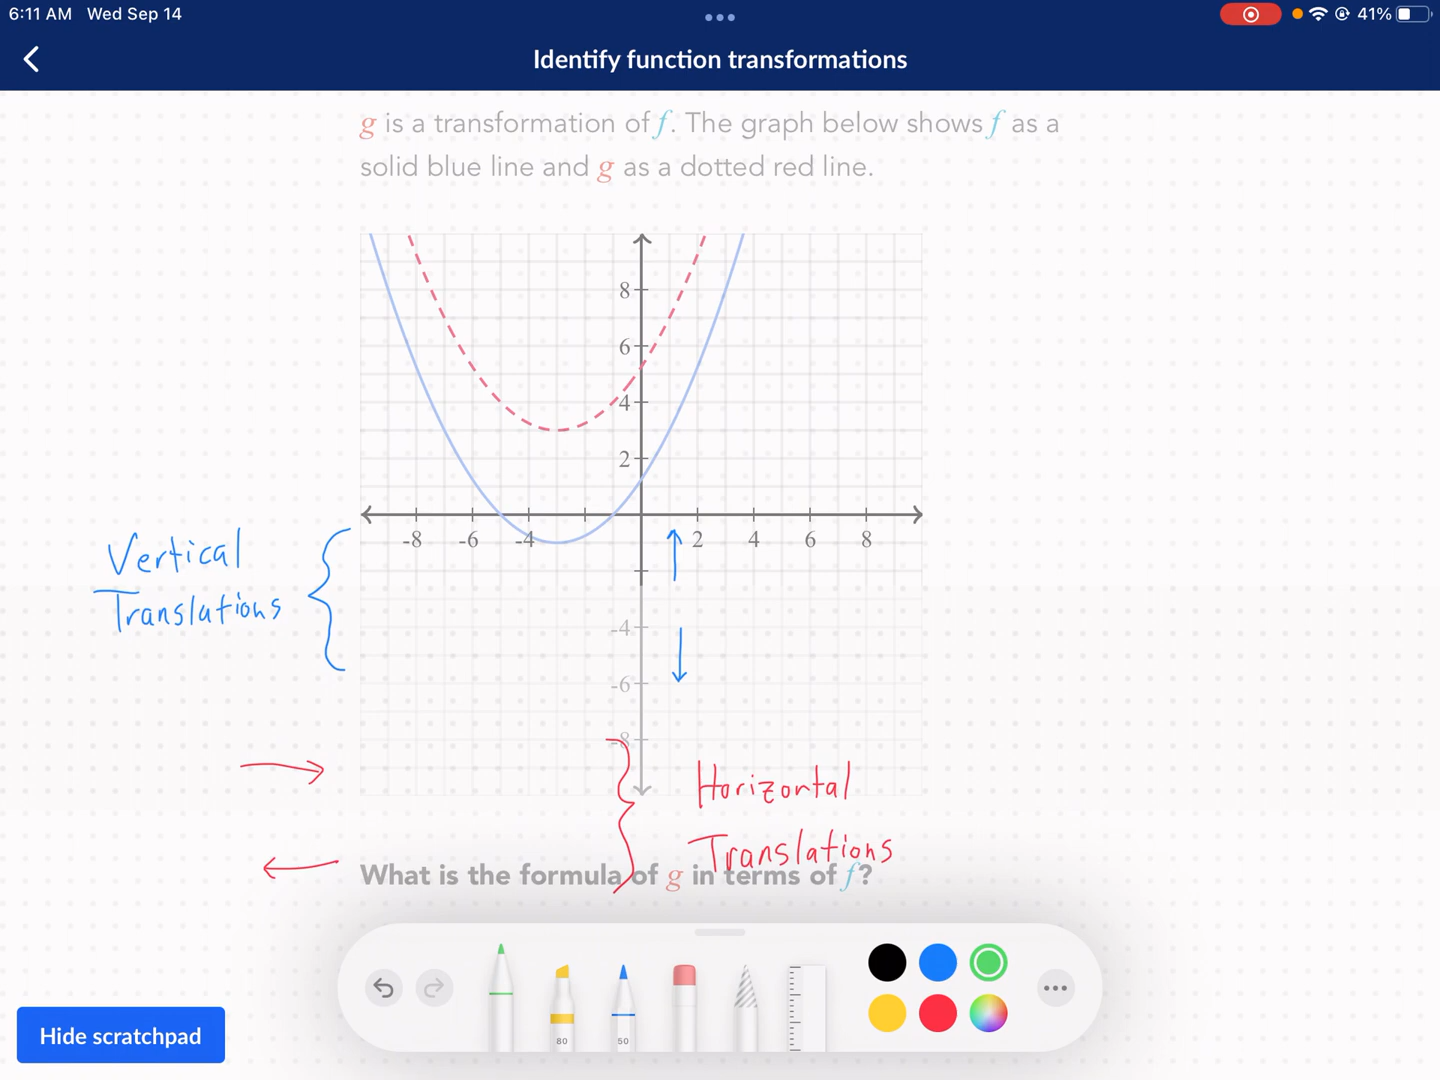 6:11 AM Wed Sep 14
41%
Identify function transformations
g is a transformation of f. The graph below shows f as a
solid blue line and g as a dotted red line.
8
6
4
2
-8 -6 -4 2 4 6 8
-4
-6
-8
Vertical
Translations
Horizontal
Translations
What is the formula of g in terms of f?
80
50
Hide scratchpad